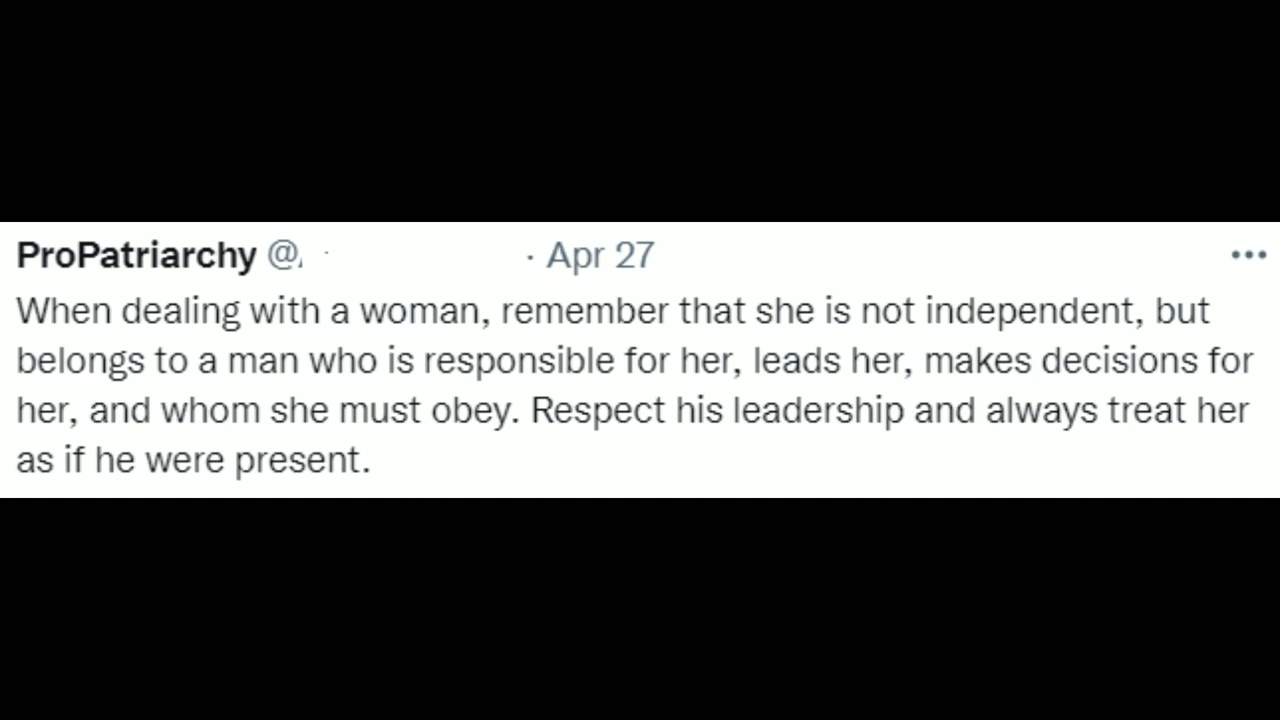 ProPatriarchy @ · Apr 27
When dealing with a woman, remember that she is not independent, but
belongs to a man who is responsible for her, leads her, makes decisions for
her, and whom she must obey. Respect his leadership and always treat her
as if he were present.